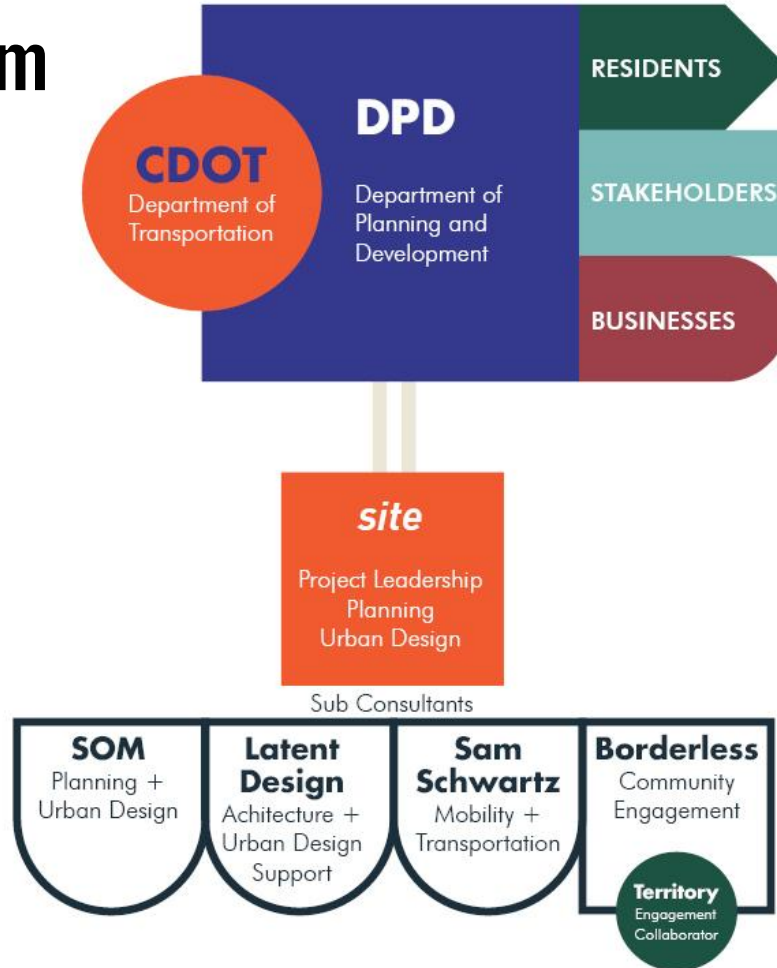 m
CDOT
Department of
Transportation
DPD
Department of
Planning and
Development
RESIDENTS
STAKEHOLDERS
BUSINESSES
site
Project Leadership
Planning
Urban Design
Sub Consultants
SOM
Planning +
Urban Design
Latent
Design
Achitecture +
Urban Design
Support
Sam
Schwartz
Mobility +
Transportation
Borderless
Community
Engagement
Territory
Engagement
Collaborator